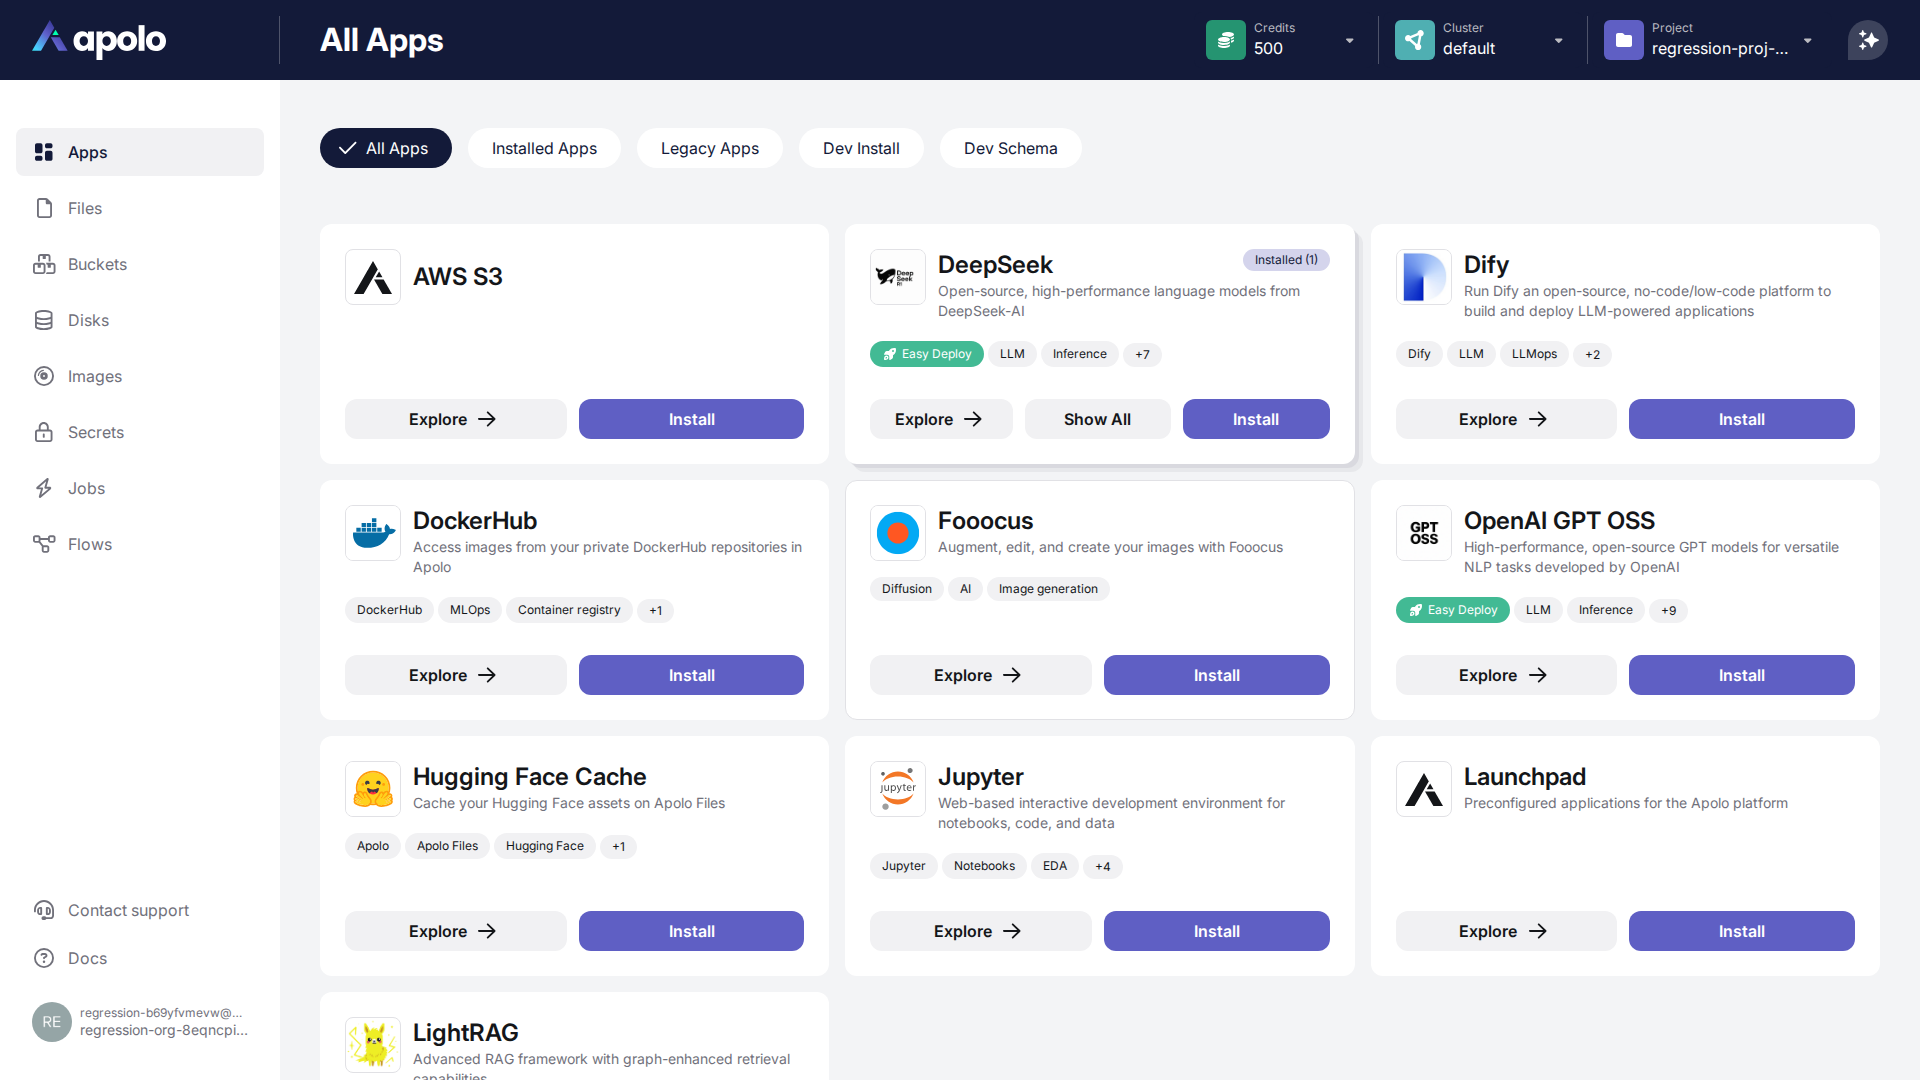 apolo
All Apps
Credits
500
Cluster
default
Project
regression-proj-...
Apps
Files
Buckets
Disks
Images
Secrets
Jobs
Flows
Contact support
Docs
RE
regression-b69yfvmevw@...
regression-org-8eqncpi...
All Apps
Installed Apps
Legacy Apps
Dev Install
Dev Schema
AWS S3
Explore
Install
Deep
Seek
R1
DeepSeek
Installed (1)
Open-source, high-performance language models from
DeepSeek-AI
Easy Deploy
LLM
Inference
+7
Explore
Show All
Install
Dify
Run Dify an open-source, no-code/low-code platform to
build and deploy LLM-powered applications
Dify
LLM
LLMops
+2
Explore
Install
DockerHub
Access images from your private DockerHub repositories in
Apolo
DockerHub
MLOps
Container registry
+1
Explore
Install
Fooocus
Augment, edit, and create your images with Fooocus
Diffusion
AI
Image generation
Explore
Install
GPT
OSS
OpenAI GPT OSS
High-performance, open-source GPT models for versatile
NLP tasks developed by OpenAI
Easy Deploy
LLM
Inference
+9
Explore
Install
Hugging Face Cache
Cache your Hugging Face assets on Apolo Files
Apolo
Apolo Files
Hugging Face
+1
Explore
Install
jupyter
Jupyter
Web-based interactive development environment for
notebooks, code, and data
Jupyter
Notebooks
EDA
+4
Explore
Install
Launchpad
Preconfigured applications for the Apolo platform
Explore
Install
LightRAG
Advanced RAG framework with graph-enhanced retrieval
capabilities